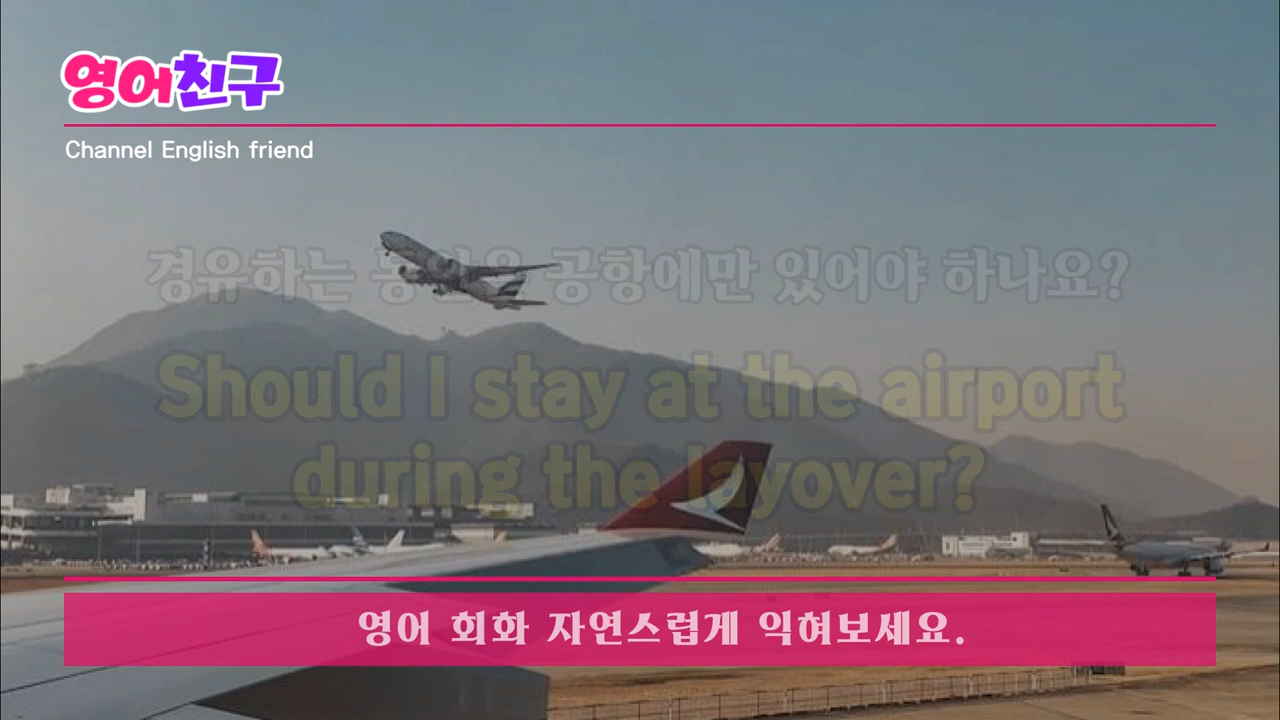 영어친구
Channel English friend
경유하는 동안은 공항에만 있어야 하나요?
Should I stay at the airport
during the layover?
영어 회화 자연스럽게 익혀보세요.